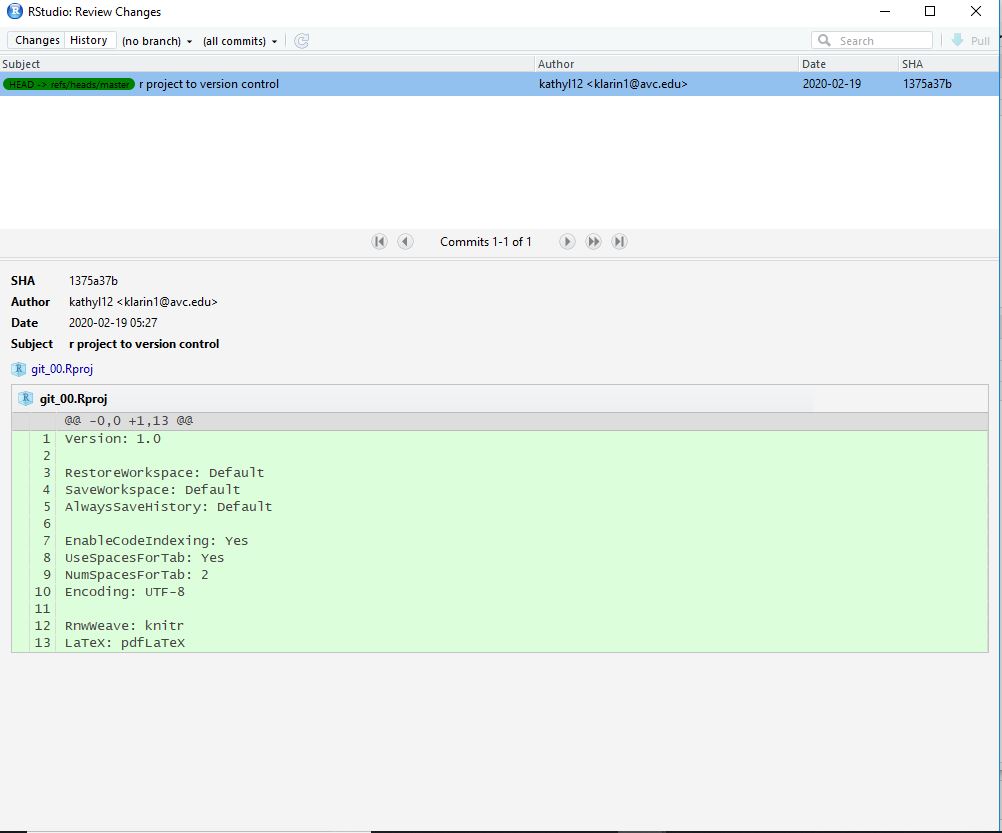 RStudio: Review Changes
Changes History (no branch) (all commits) Search Pull
Subject Author Date SHA
HEAD -> refs/heads/master r project to version control kathyl12 <klarin1@avc.edu> 2020-02-19 1375a37b
Commits 1-1 of 1
SHA 1375a37b
Author kathyl12 <klarin1@avc.edu>
Date 2020-02-19 05:27
Subject r project to version control
git_00.Rproj
git_00.Rproj
@@ -0,0 +1,13 @@
1 Version: 1.0
2
3 RestoreWorkspace: Default
4 SaveWorkspace: Default
5 AlwaysSaveHistory: Default
6
7 EnableCodeIndexing: Yes
8 UseSpacesForTab: Yes
9 NumSpacesForTab: 2
10 Encoding: UTF-8
11
12 RnwWeave: knitr
13 LaTeX: pdfLaTeX